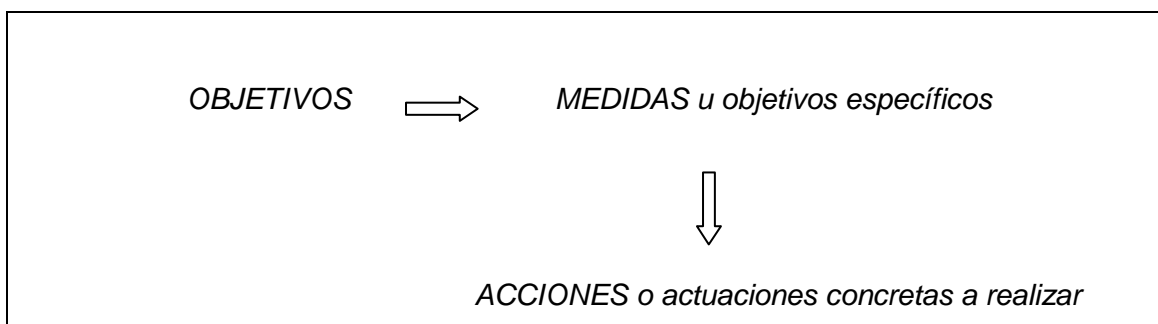 OBJETIVOS MEDIDAS u objetivos específicos
ACCIONES o actuaciones concretas a realizar